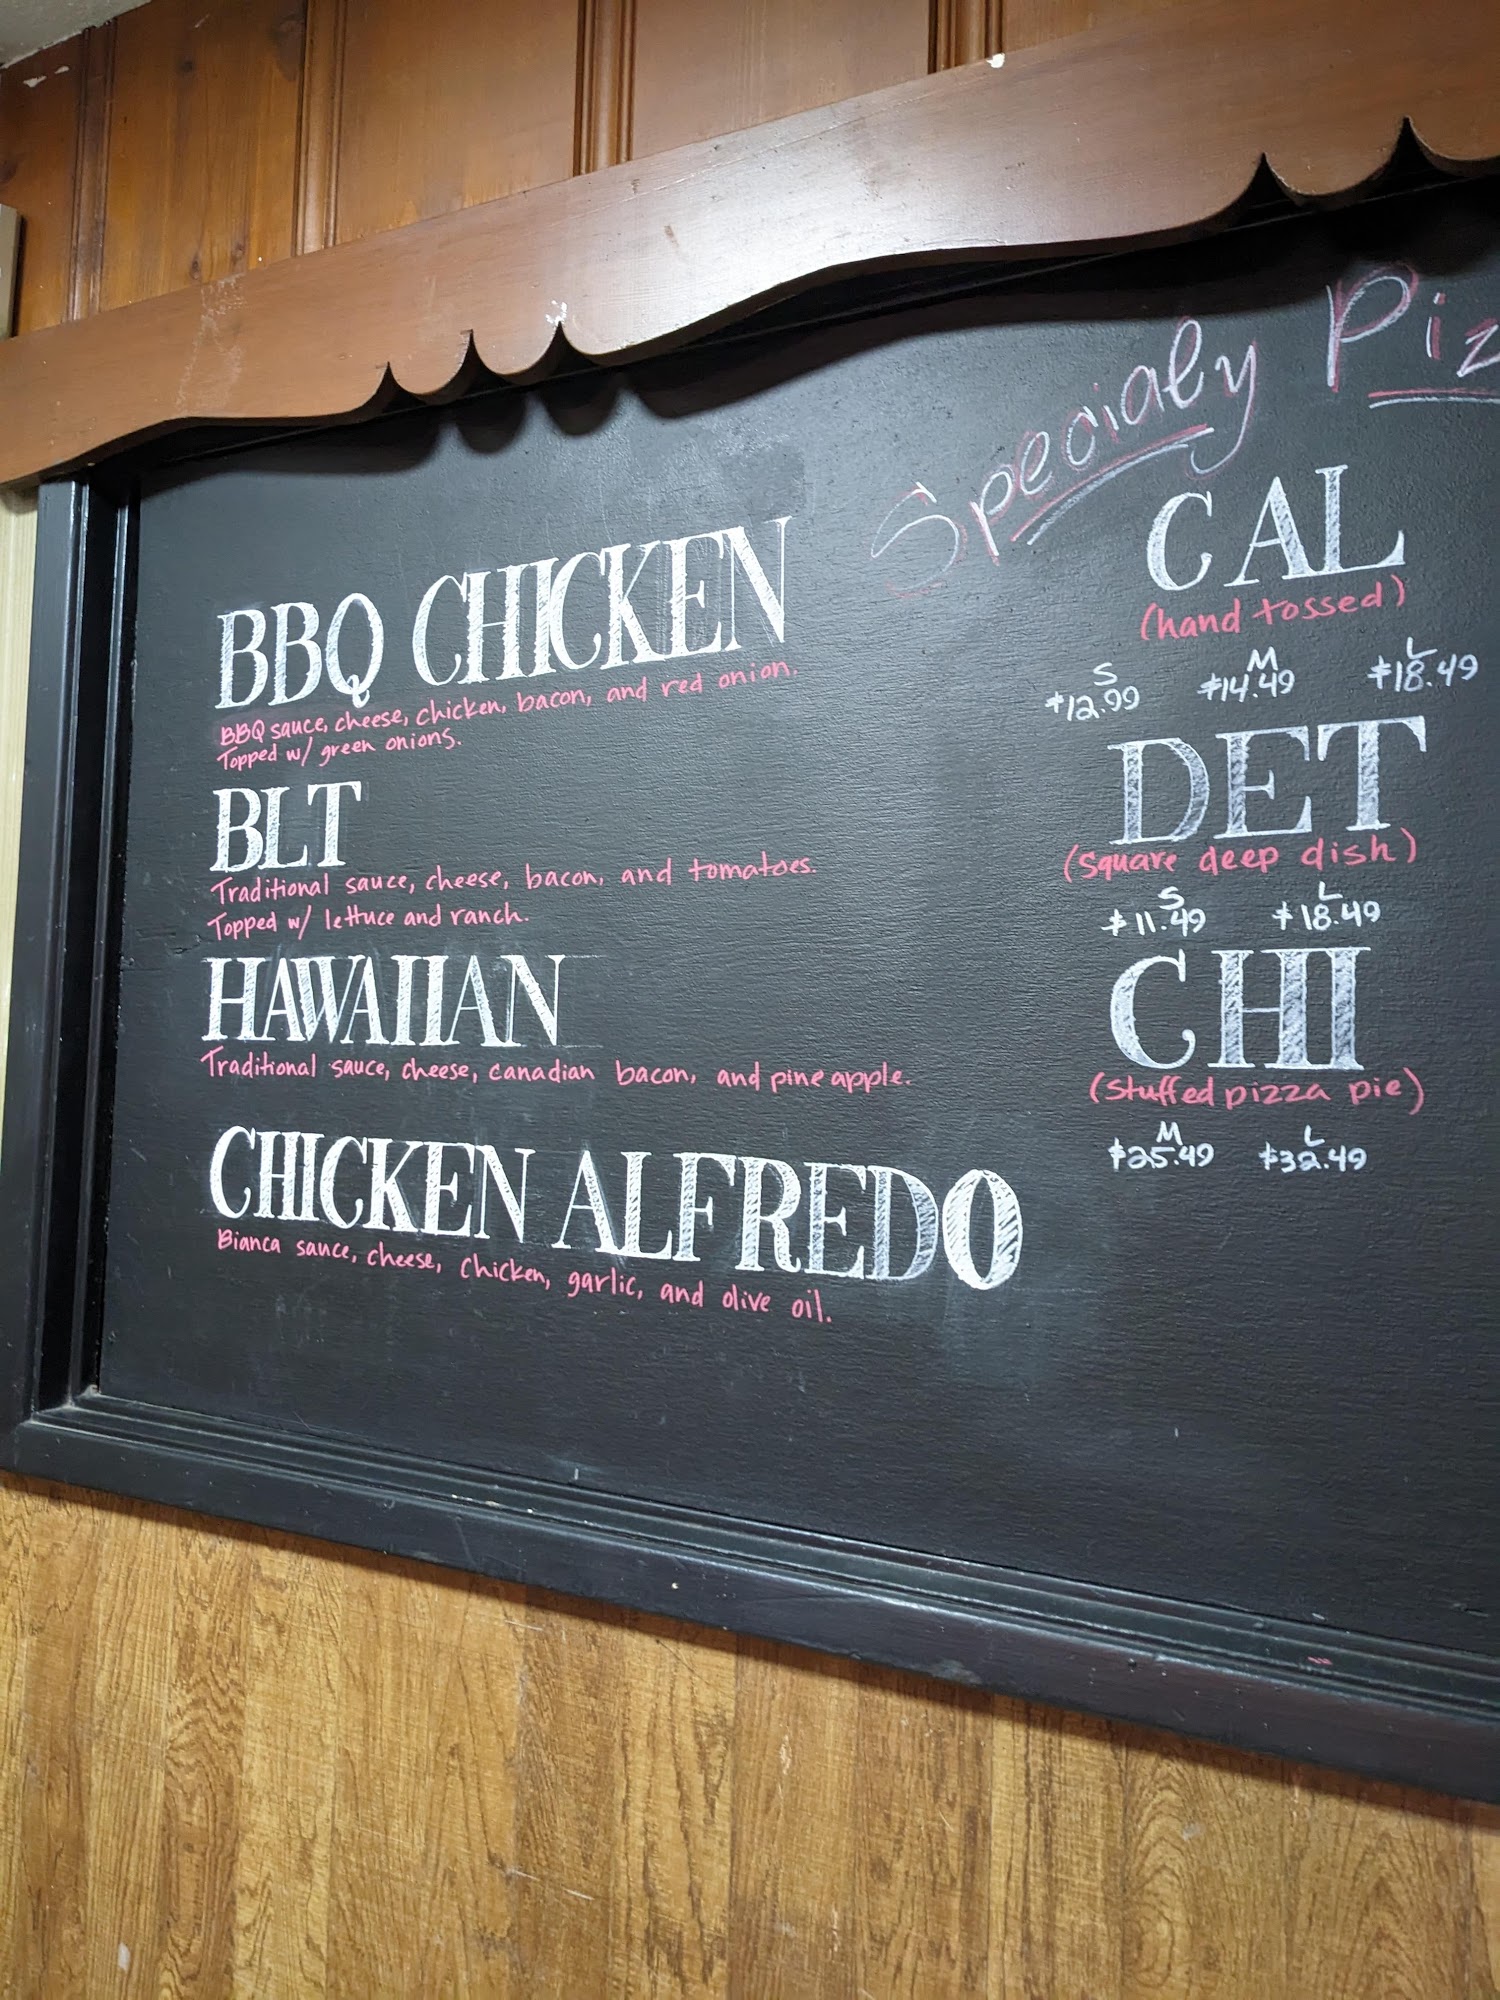 Specialty Piz
BBQ CHICKEN
BBQ sauce, cheese, chicken, bacon, and red onion.
Topped w/ green onions.
BLT
Traditional sauce, cheese, bacon, and tomatoes.
Topped w/ lettuce and ranch.
HAWAIIAN
Traditional sauce, cheese, canadian bacon, and pineapple.
CHICKEN ALFREDO
Bianca sauce, cheese, chicken, garlic, and olive oil.
CAL
(hand tossed)
S M L
$12.99 $14.49 $18.49
DET
(square deep dish)
S L
$11.49 $18.49
CHI
(stuffed pizza pie)
M L
$25.49 $32.49